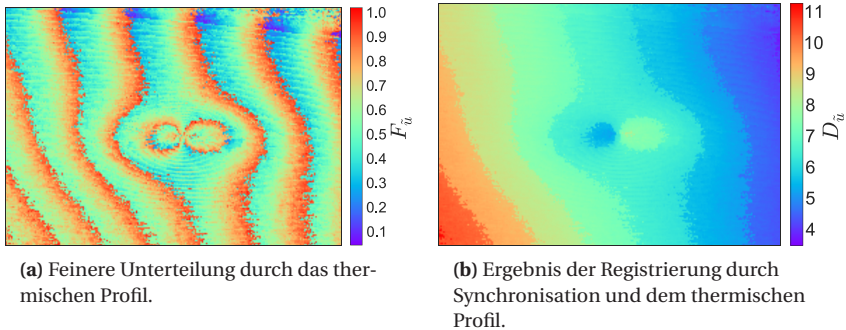 1.0
0.9
0.8
0.7
0.6
0.5
0.4
0.3
0.2
0.1
F_ũ
11
10
9
8
7
6
5
4
D_ũ
(a) Feinere Unterteilung durch das ther-
mischen Profil.
(b) Ergebnis der Registrierung durch
Synchronisation und dem thermischen
Profil.